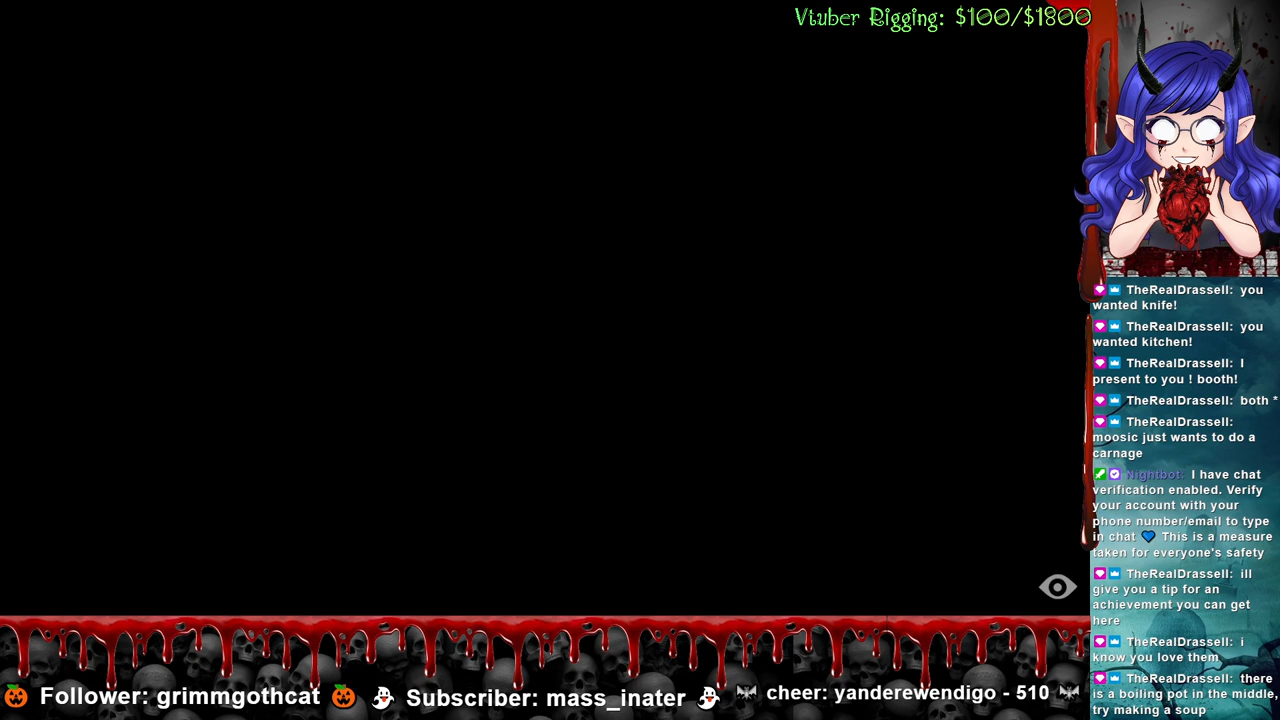 Vtuber Rigging: $100/$1800
TheRealDrassell: you
wanted knife!
TheRealDrassell: you
wanted kitchen!
TheRealDrassell: I
present to you ! booth!
TheRealDrassell: both *
TheRealDrassell:
moosic just wants to do a
carnage
Nightbot: I have chat
verification enabled. Verify
your account with your
phone number/email to type
in chat 💙 This is a measure
taken for everyone's safety
TheRealDrassell: ill
give you a tip for an
achievement you can get
here
TheRealDrassell: i
know you love them
TheRealDrassell: there
is a boiling pot in the middle,
try making a soup
Follower: grimmgothcat
Subscriber: mass_inater
cheer: yanderewendigo - 510